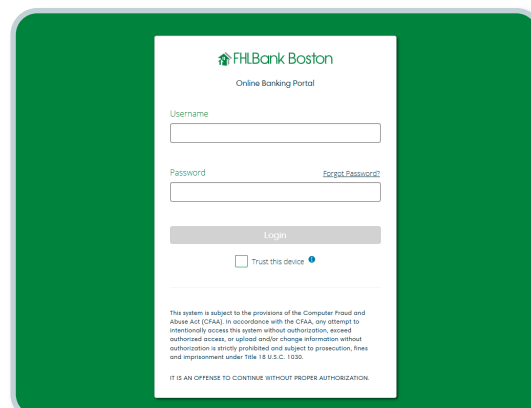 FHLBank Boston
Online Banking Portal
Username
Password Forgot Password?
Login
Trust this device
This system is subject to the provisions of the Computer Fraud and
Abuse Act (CFAA). In accordance with the CFAA, any attempt to
intentionally access this system without authorization, exceed
authorized access, or upload and/or change information without
authorization is strictly prohibited and subject to prosecution, fines
and imprisonment under Title 18 U.S.C. 1030.
IT IS AN OFFENSE TO CONTINUE WITHOUT PROPER AUTHORIZATION.